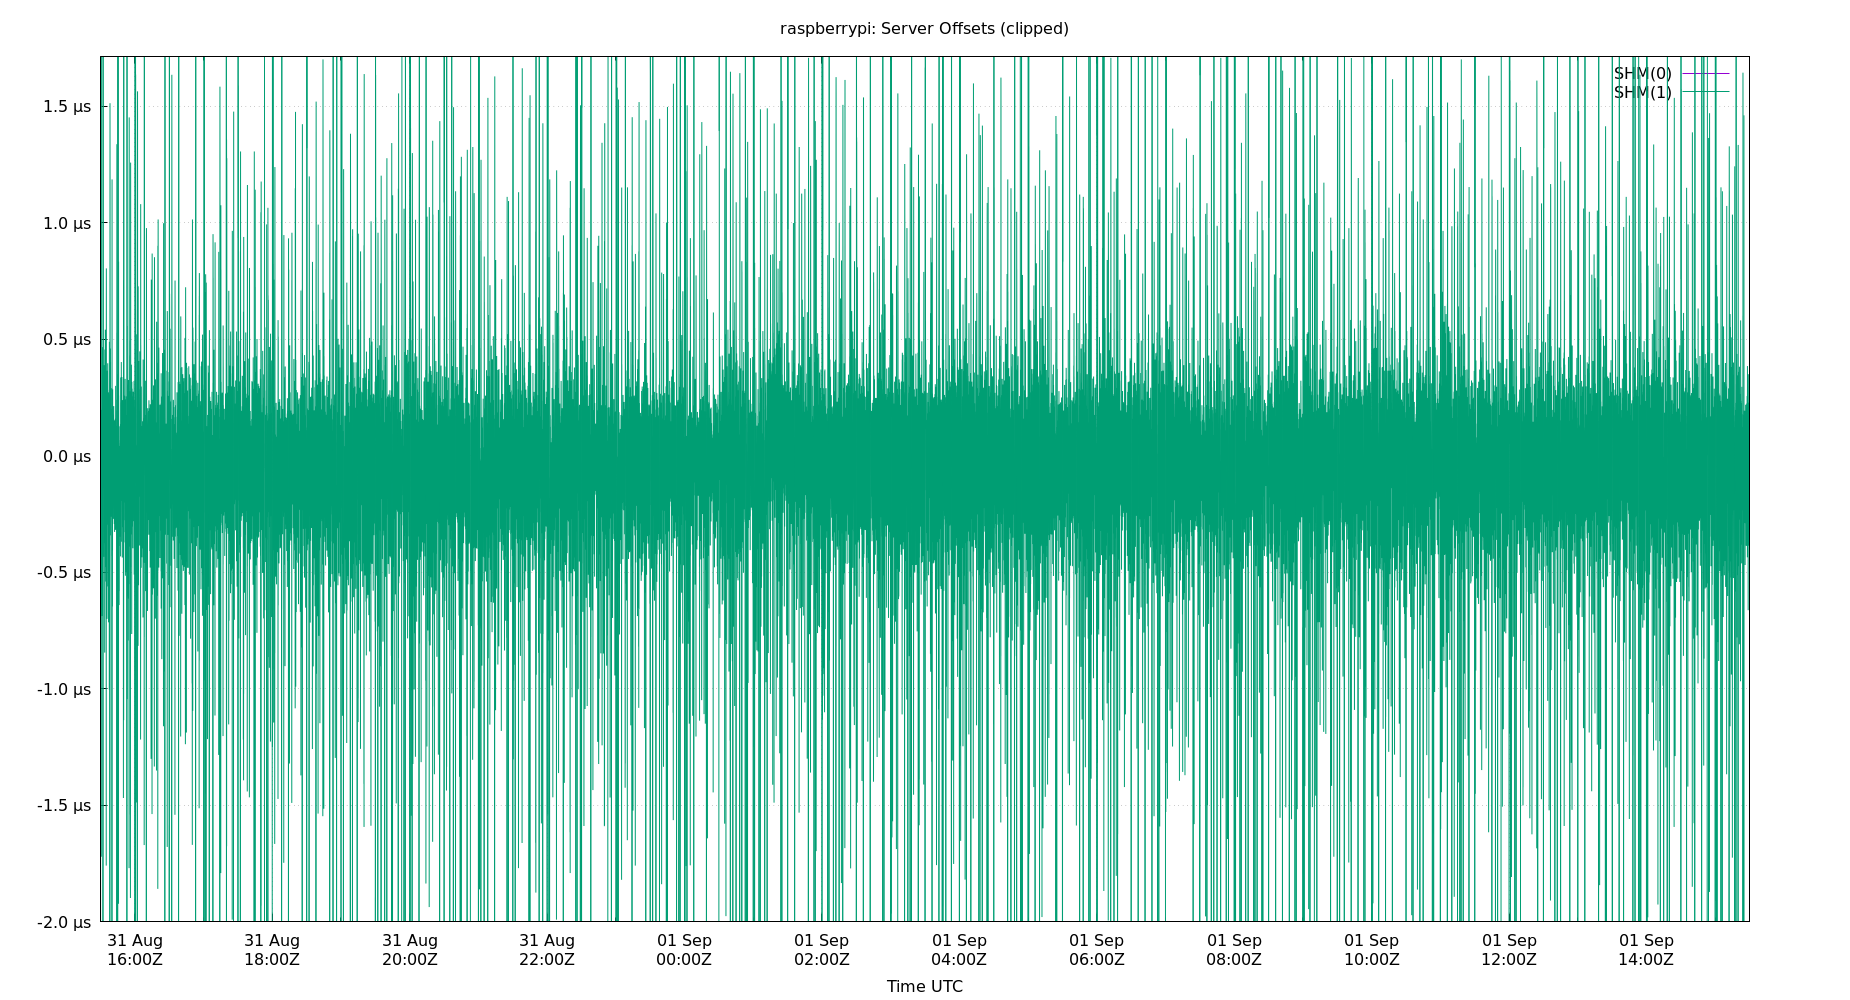 raspberrypi: Server Offsets (clipped)
SHM(0)
SHM(1)
1.5 µs
1.0 µs
0.5 µs
0.0 µs
-0.5 µs
-1.0 µs
-1.5 µs
-2.0 µs
31 Aug 31 Aug 31 Aug 31 Aug 01 Sep 01 Sep 01 Sep 01 Sep 01 Sep 01 Sep 01 Sep 01 Sep
16:00Z 18:00Z 20:00Z 22:00Z 00:00Z 02:00Z 04:00Z 06:00Z 08:00Z 10:00Z 12:00Z 14:00Z
Time UTC